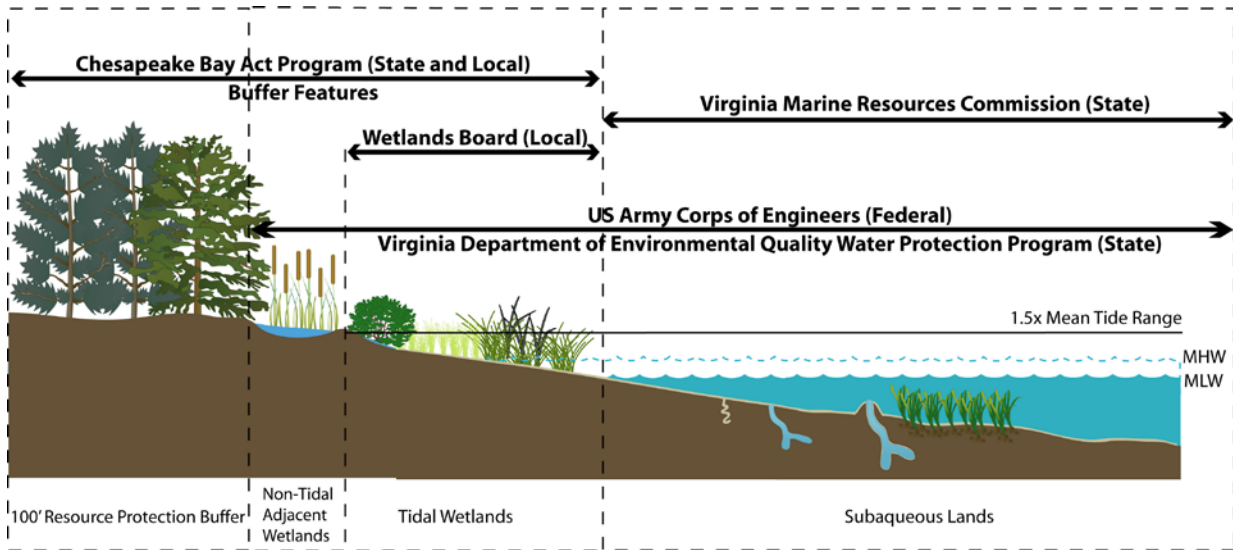 Chesapeake Bay Act Program (State and Local)
Buffer Features
Virginia Marine Resources Commission (State)
Wetlands Board (Local)
US Army Corps of Engineers (Federal)
Virginia Department of Environmental Quality Water Protection Program (State)
1.5x Mean Tide Range
MHW
MLW
100' Resource Protection Buffer
Non-Tidal
Adjacent
Wetlands
Tidal Wetlands
Subaqueous Lands